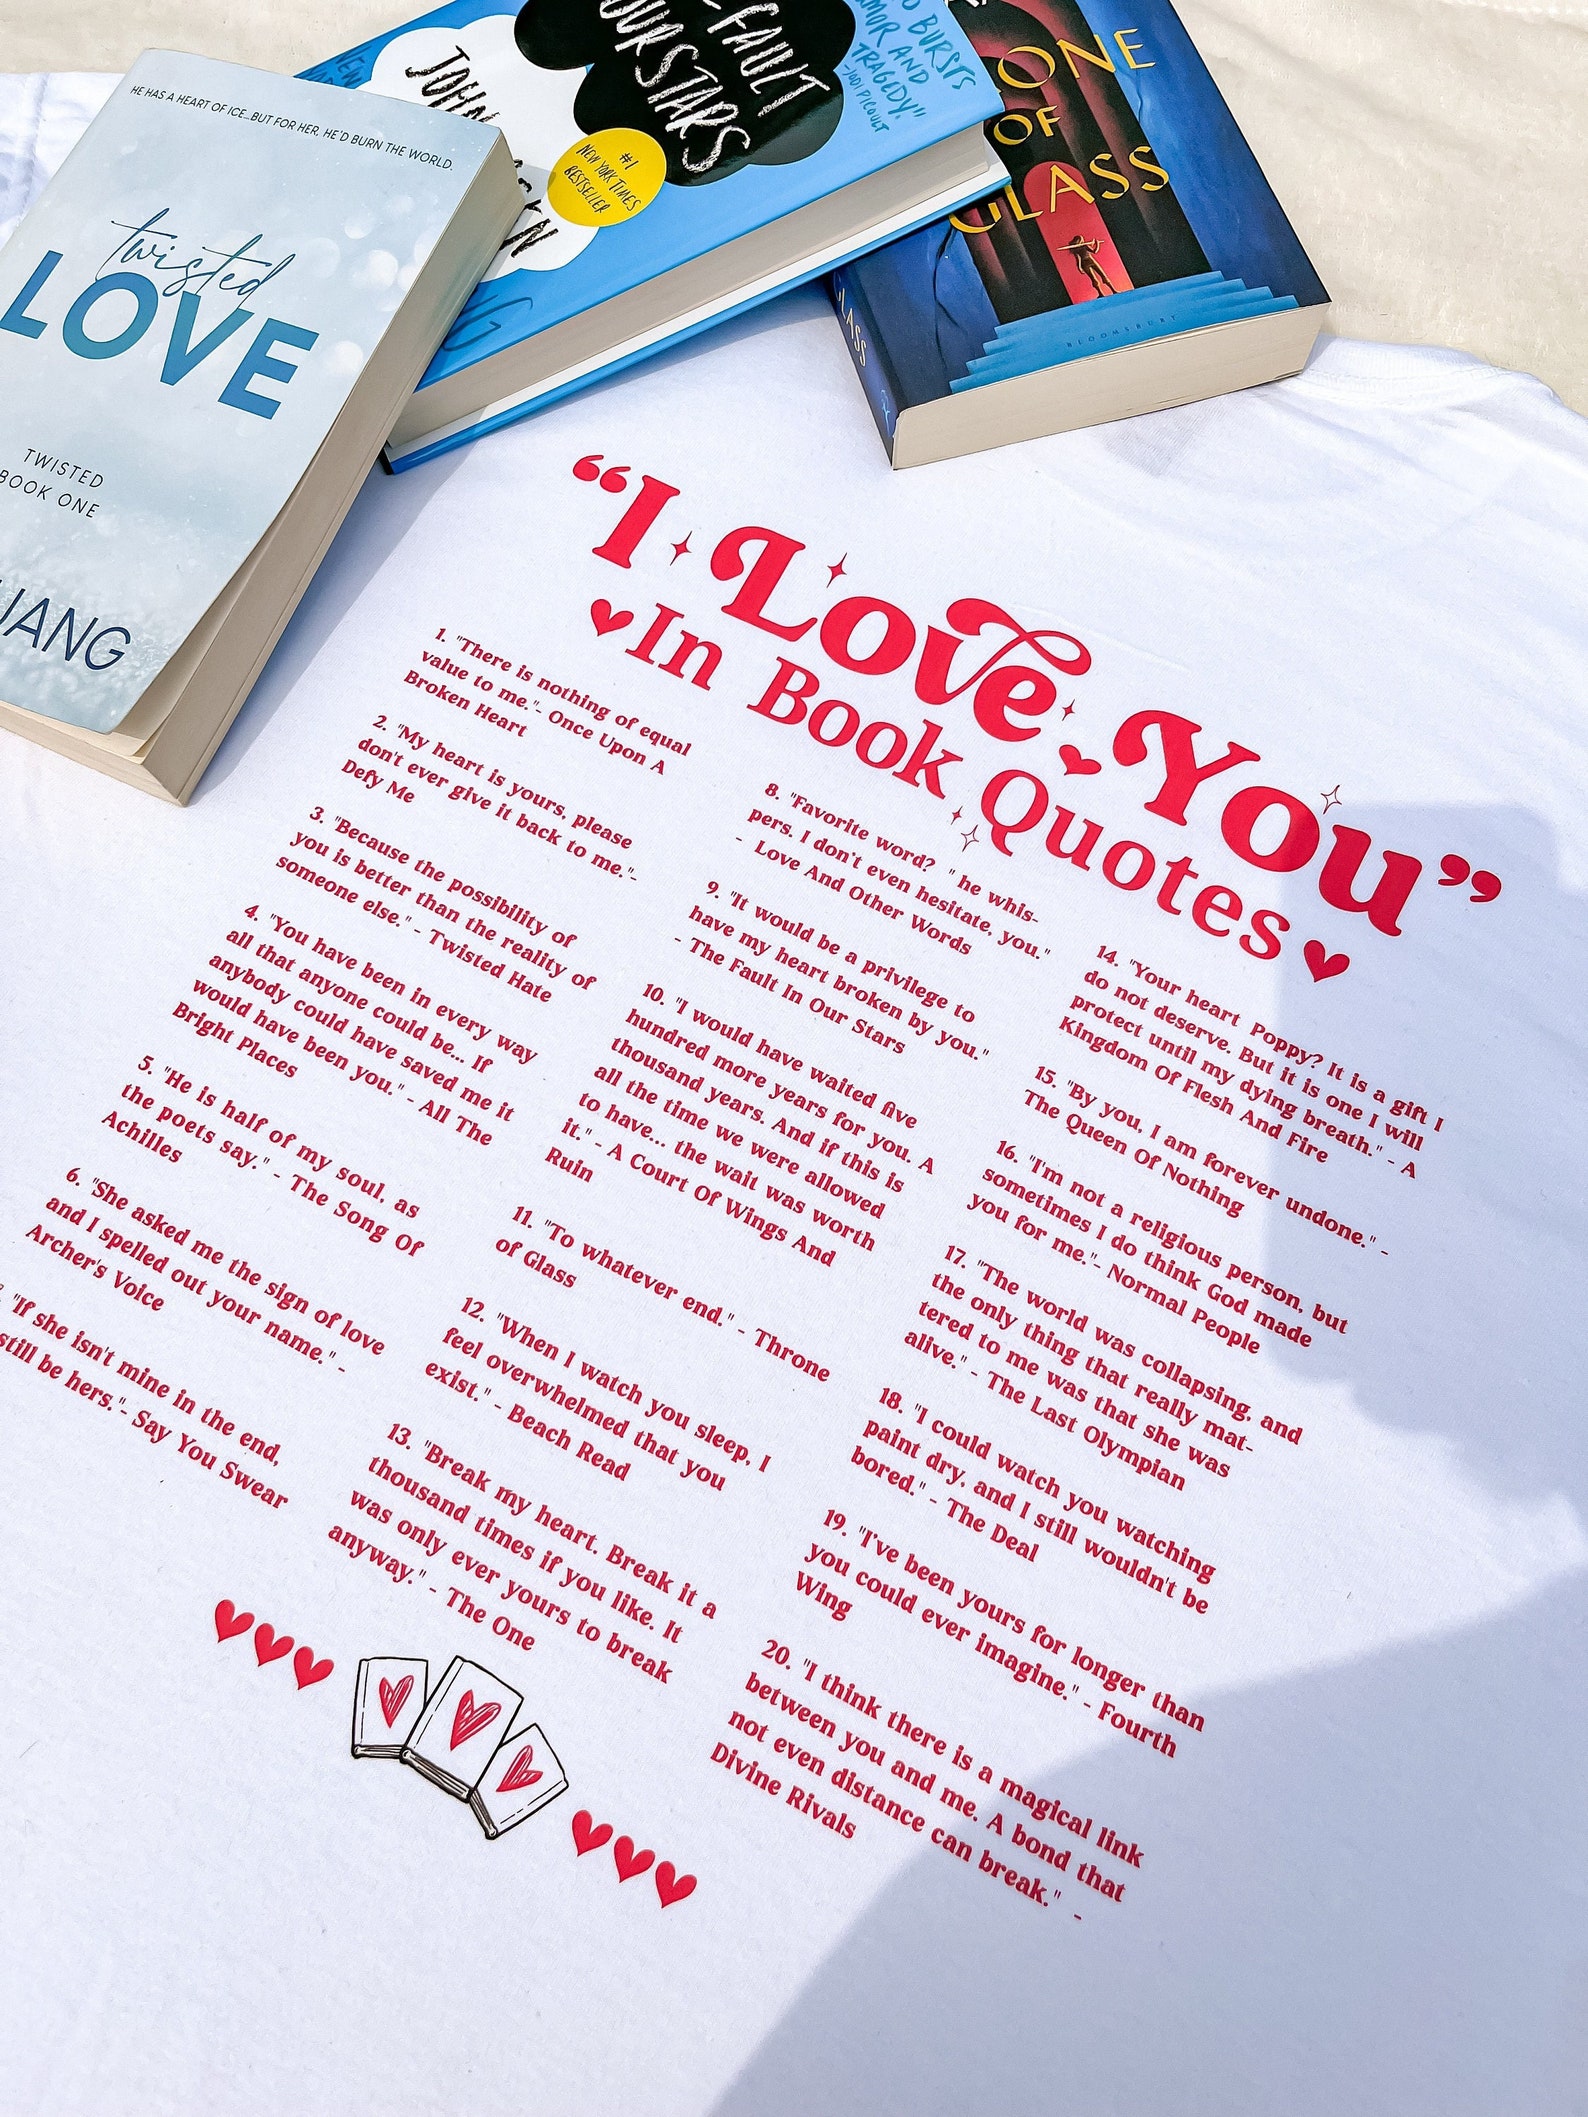 HE HAS A HEART OF ICE...BUT FOR HER, HE'D BURN THE WORLD.
twisted
LOVE
TWISTED
BOOK ONE
JOHN
#1
NEW YORK TIMES
BESTSELLER
FAULT
OUR STARS
BURSTS
AND
TRAGEDY."
-JODI PICOULT
ONE
OF
GLASS
BLOOMSBURY
GLASS
“I Love You”
In Book Quotes
1. "There is nothing of equal
value to me."- Once Upon A
Broken Heart
2. "My heart is yours, please
don't ever give it back to me."-
Defy Me
3. "Because the possibility of
you is better than the reality of
someone else." - Twisted Hate
4. "You have been in every way
all that anyone could be... If
anybody could have saved me it
would have been you." - All The
Bright Places
5. "He is half of my soul, as
the poets say." - The Song Of
Achilles
6. "She asked me the sign of love
and I spelled out your name." -
Archer's Voice
"If she isn't mine in the end,
still be hers."- Say You Swear
8. "Favorite word? " he whis-
pers. I don't even hesitate, you."
- Love And Other Words
9. "It would be a privilege to
have my heart broken by you."
- The Fault In Our Stars
10. "I would have waited five
hundred more years for you. A
thousand years. And if this is
all the time we were allowed
to have... the wait was worth
it." - A Court Of Wings And
Ruin
11. "To whatever end." - Throne
of Glass
12. "When I watch you sleep, I
feel overwhelmed that you
exist." - Beach Read
13. "Break my heart. Break it a
thousand times if you like. It
was only ever yours to break
anyway." - The One
14. "Your heart Poppy? It is a gift I
do not deserve. But it is one I will
protect until my dying breath." - A
Kingdom Of Flesh And Fire
15. "By you, I am forever undone." -
The Queen Of Nothing
16. "I'm not a religious person, but
sometimes I do think God made
you for me."- Normal People
17. "The world was collapsing, and
the only thing that really mat-
tered to me was that she was
alive." - The Last Olympian
18. "I could watch you watching
paint dry, and I still wouldn't be
bored." - The Deal
19. "I've been yours for longer than
you could ever imagine." - Fourth
Wing
20. "I think there is a magical link
between you and me. A bond that
not even distance can break." -
Divine Rivals